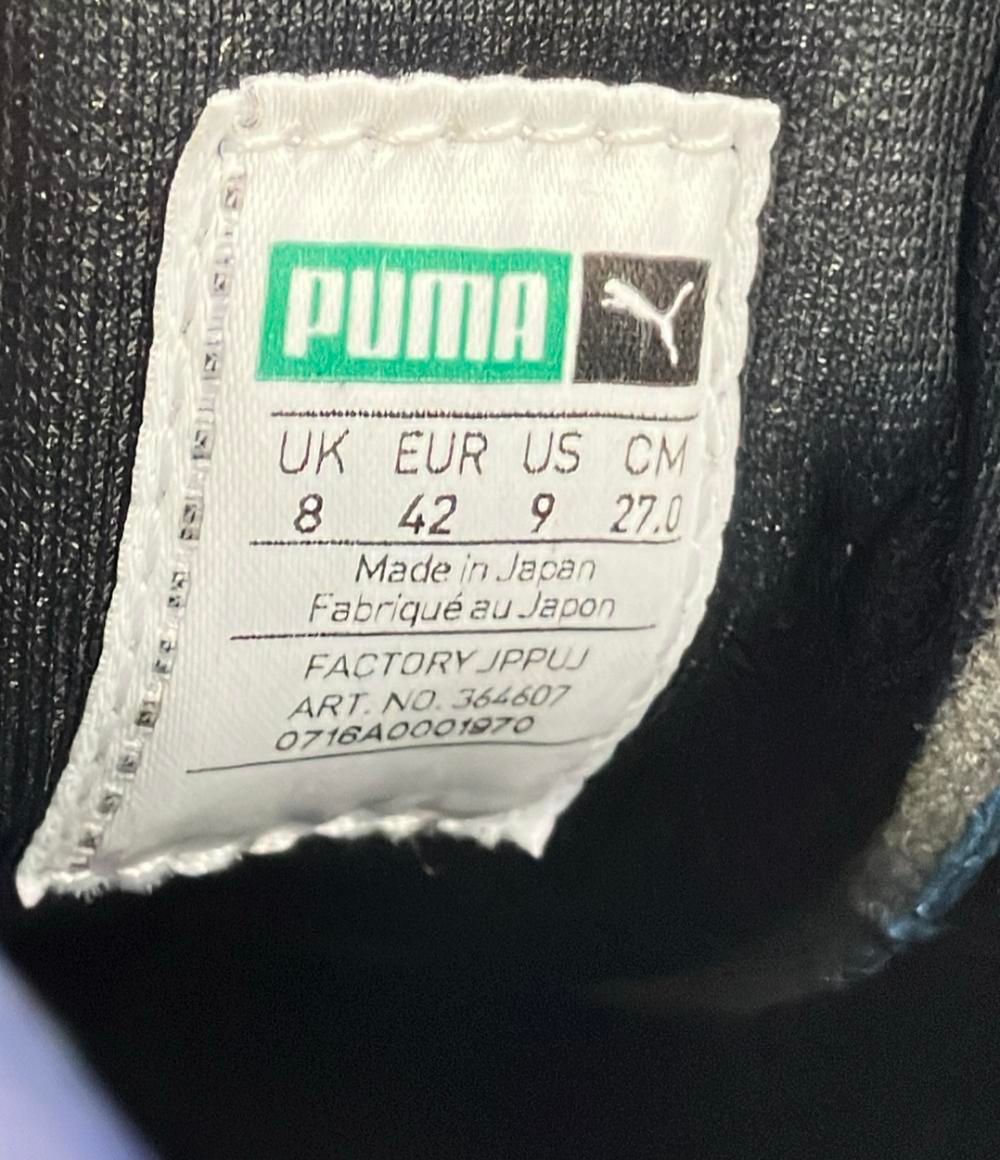 PUMA
UK EUR US CM
8 42 9 27.0
Made in Japan
Fabriqué au Japon
FACTORY JPPUJ
ART. NO. 364607
0716A0001970